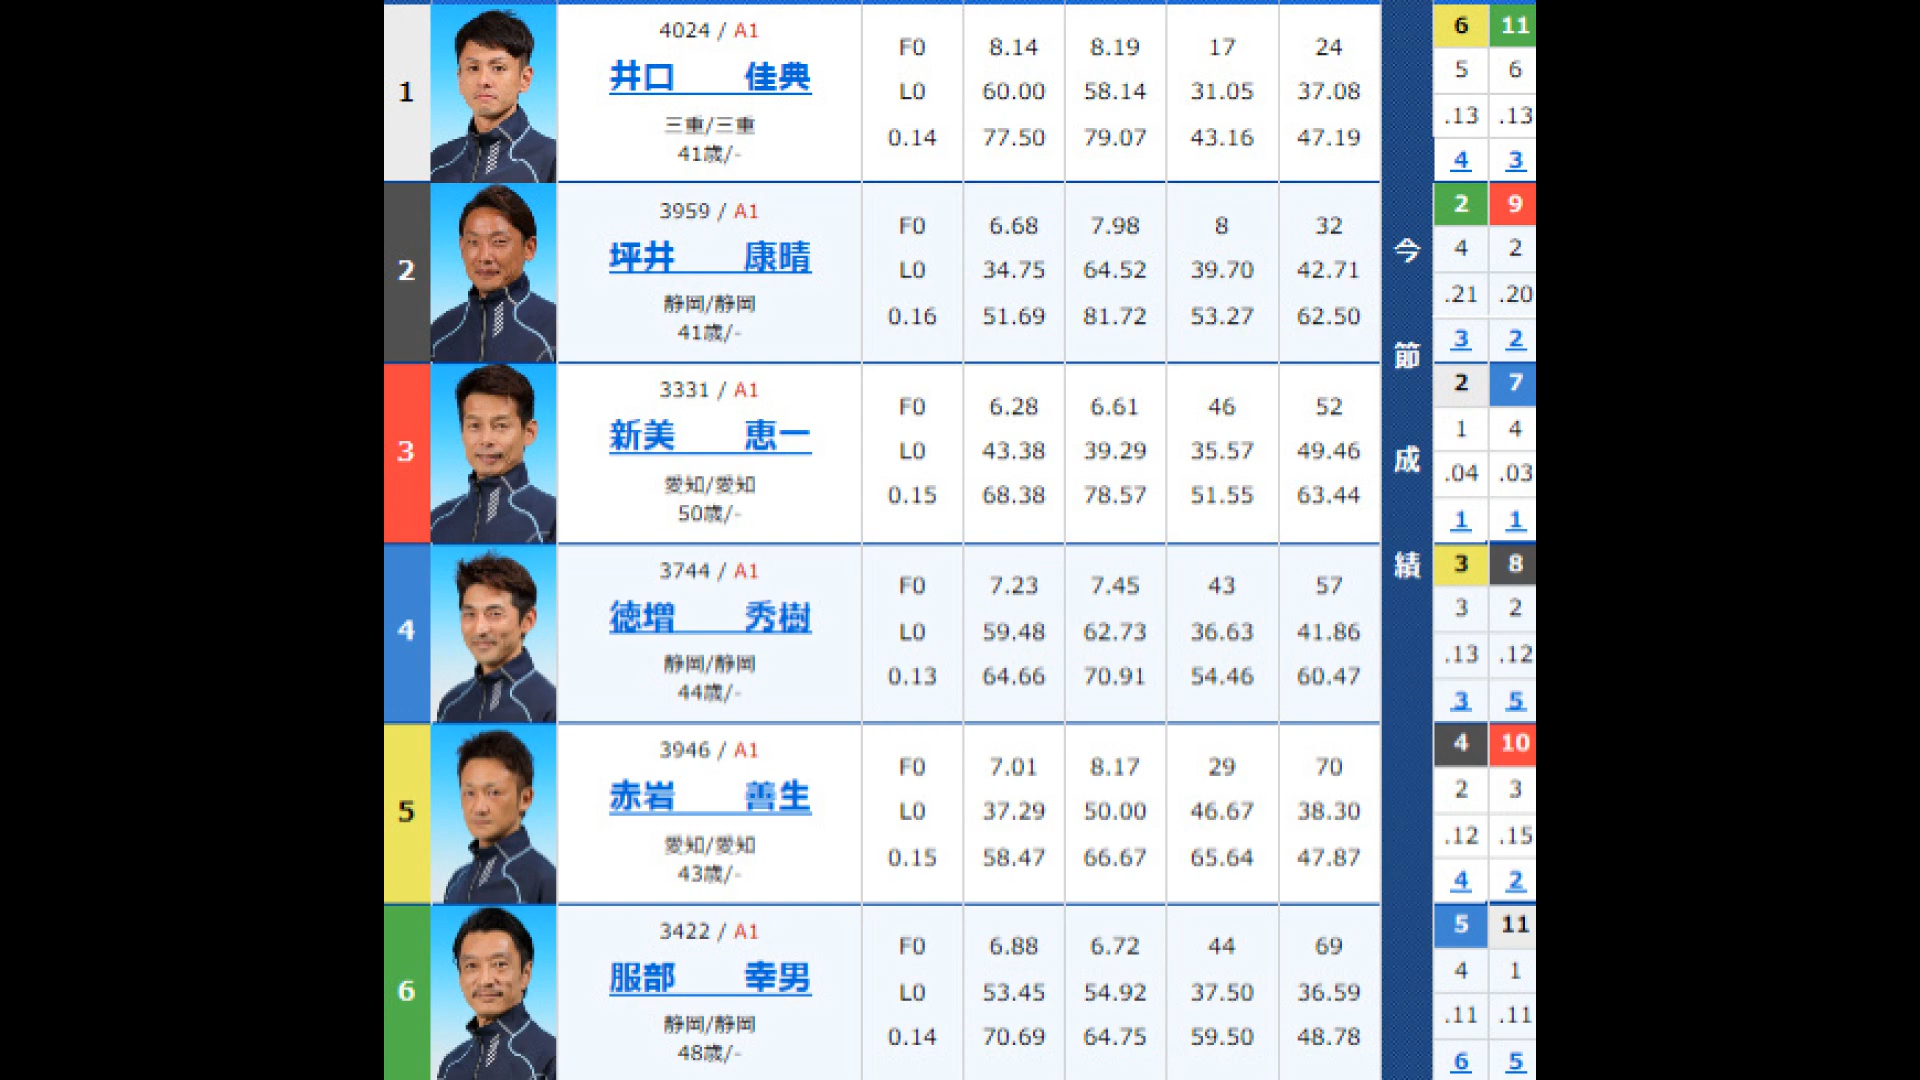 1
4024 / A1
井口 佳典
三重/三重
41歳/-
F0 8.14 8.19 17 24
L0 60.00 58.14 31.05 37.08
0.14 77.50 79.07 43.16 47.19
6 11
5 6
.13 .13
4 3
2
3959 / A1
坪井 康晴
静岡/静岡
41歳/-
F0 6.68 7.98 8 32
L0 34.75 64.52 39.70 42.71
0.16 51.69 81.72 53.27 62.50
2 9
4 2
.21 .20
3 2
3
3331 / A1
新美 恵一
愛知/愛知
50歳/-
F0 6.28 6.61 46 52
L0 43.38 39.29 35.57 49.46
0.15 68.38 78.57 51.55 63.44
2 7
1 4
.04 .03
1 1
今節成績
4
3744 / A1
徳増 秀樹
静岡/静岡
44歳/-
F0 7.23 7.45 43 57
L0 59.48 62.73 36.63 41.86
0.13 64.66 70.91 54.46 60.47
3 8
3 2
.13 .12
3 5
5
3946 / A1
赤岩 善生
愛知/愛知
43歳/-
F0 7.01 8.17 29 70
L0 37.29 50.00 46.67 38.30
0.15 58.47 66.67 65.64 47.87
4 10
2 3
.12 .15
4 2
6
3422 / A1
服部 幸男
静岡/静岡
48歳/-
F0 6.88 6.72 44 69
L0 53.45 54.92 37.50 36.59
0.14 70.69 64.75 59.50 48.78
5 11
4 1
.11 .11
6 5